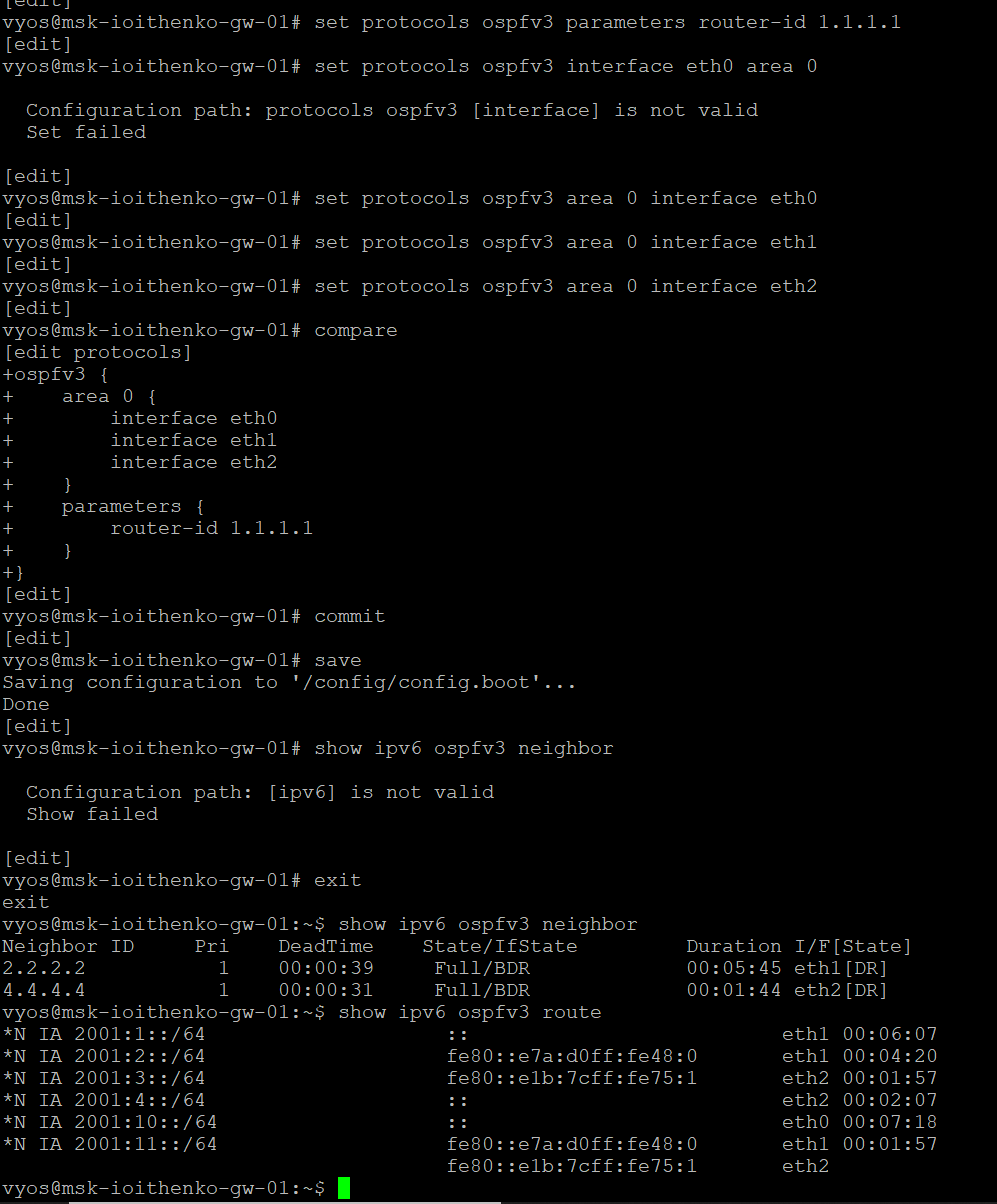 [edit]
vyos@msk-ioithenko-gw-01# set protocols ospfv3 parameters router-id 1.1.1.1
[edit]
vyos@msk-ioithenko-gw-01# set protocols ospfv3 interface eth0 area 0
Configuration path: protocols ospfv3 [interface] is not valid
Set failed
[edit]
vyos@msk-ioithenko-gw-01# set protocols ospfv3 area 0 interface eth0
[edit]
vyos@msk-ioithenko-gw-01# set protocols ospfv3 area 0 interface eth1
[edit]
vyos@msk-ioithenko-gw-01# set protocols ospfv3 area 0 interface eth2
[edit]
vyos@msk-ioithenko-gw-01# compare
[edit protocols]
+ospfv3 {
+    area 0 {
+        interface eth0
+        interface eth1
+        interface eth2
+    }
+    parameters {
+        router-id 1.1.1.1
+    }
+}
[edit]
vyos@msk-ioithenko-gw-01# commit
[edit]
vyos@msk-ioithenko-gw-01# save
Saving configuration to '/config/config.boot'...
Done
[edit]
vyos@msk-ioithenko-gw-01# show ipv6 ospfv3 neighbor
Configuration path: [ipv6] is not valid
Show failed
[edit]
vyos@msk-ioithenko-gw-01# exit
exit
vyos@msk-ioithenko-gw-01:~$ show ipv6 ospfv3 neighbor
Neighbor ID     Pri    DeadTime    State/IfState         Duration I/F[State]
2.2.2.2           1    00:00:39     Full/BDR             00:05:45 eth1[DR]
4.4.4.4           1    00:00:31     Full/BDR             00:01:44 eth2[DR]
vyos@msk-ioithenko-gw-01:~$ show ipv6 ospfv3 route
*N IA 2001:1::/64                    ::                          eth1 00:06:07
*N IA 2001:2::/64                    fe80::e7a:d0ff:fe48:0       eth1 00:04:20
*N IA 2001:3::/64                    fe80::e1b:7cff:fe75:1       eth2 00:01:57
*N IA 2001:4::/64                    ::                          eth2 00:02:07
*N IA 2001:10::/64                   ::                          eth0 00:07:18
*N IA 2001:11::/64                   fe80::e7a:d0ff:fe48:0       eth1 00:01:57
                                     fe80::e1b:7cff:fe75:1       eth2
vyos@msk-ioithenko-gw-01:~$